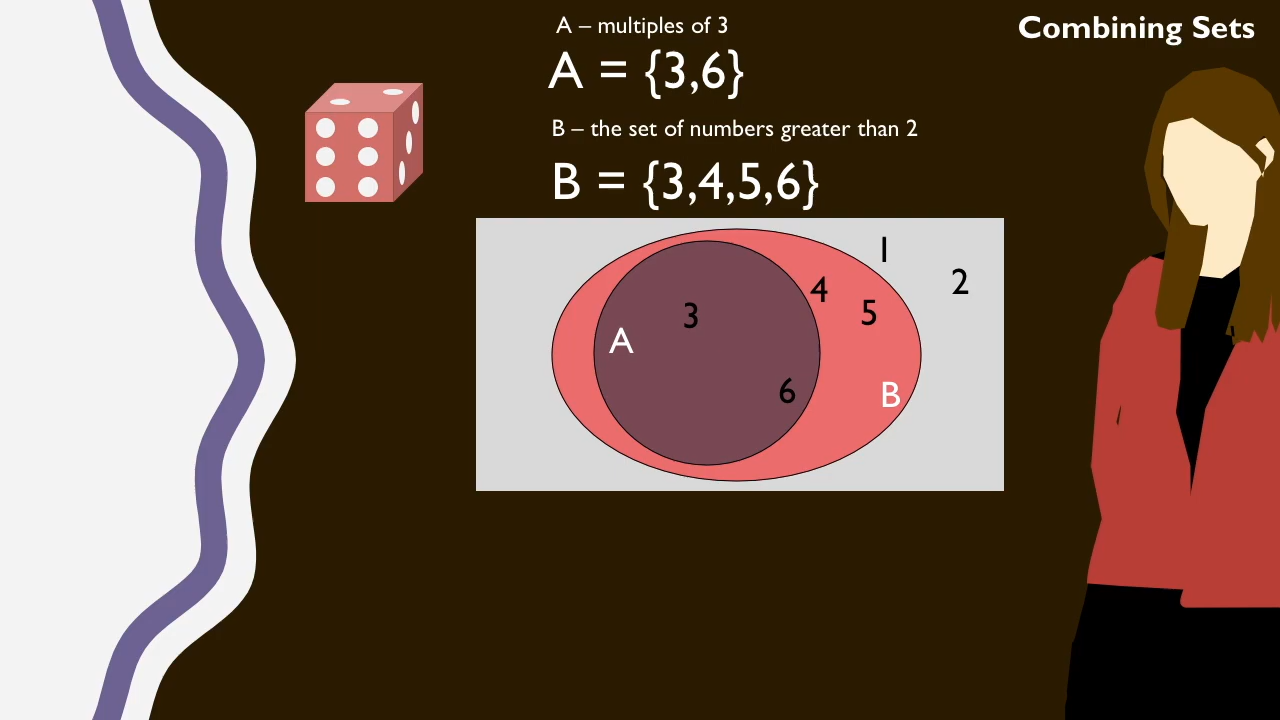 Combining Sets
A – multiples of 3
A = {3,6}
B – the set of numbers greater than 2
B = {3,4,5,6}
1
2
4
5
3
A
6
B